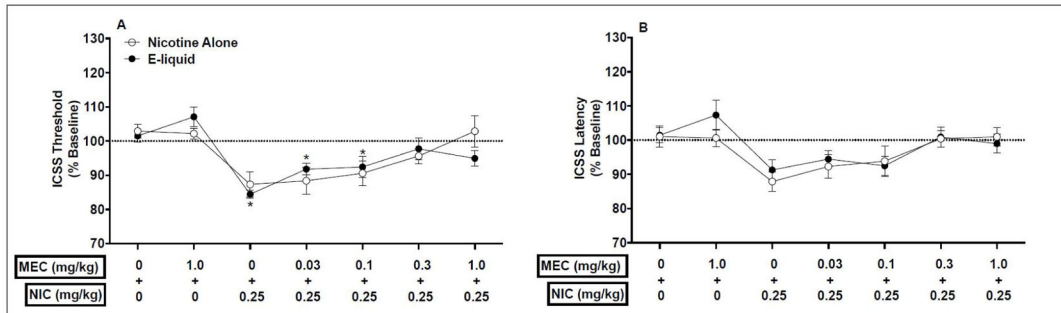 A
Nicotine Alone
E-liquid
ICSS Threshold
(% Baseline)
130
120
110
100
90
80
70
*
*
*
MEC (mg/kg) 0 1.0 0 0.03 0.1 0.3 1.0
+ + + + + + +
NIC (mg/kg) 0 0 0.25 0.25 0.25 0.25 0.25
B
ICSS Latency
(% Baseline)
130
120
110
100
90
80
70
MEC (mg/kg) 0 1.0 0 0.03 0.1 0.3 1.0
+ + + + + + +
NIC (mg/kg) 0 0 0.25 0.25 0.25 0.25 0.25